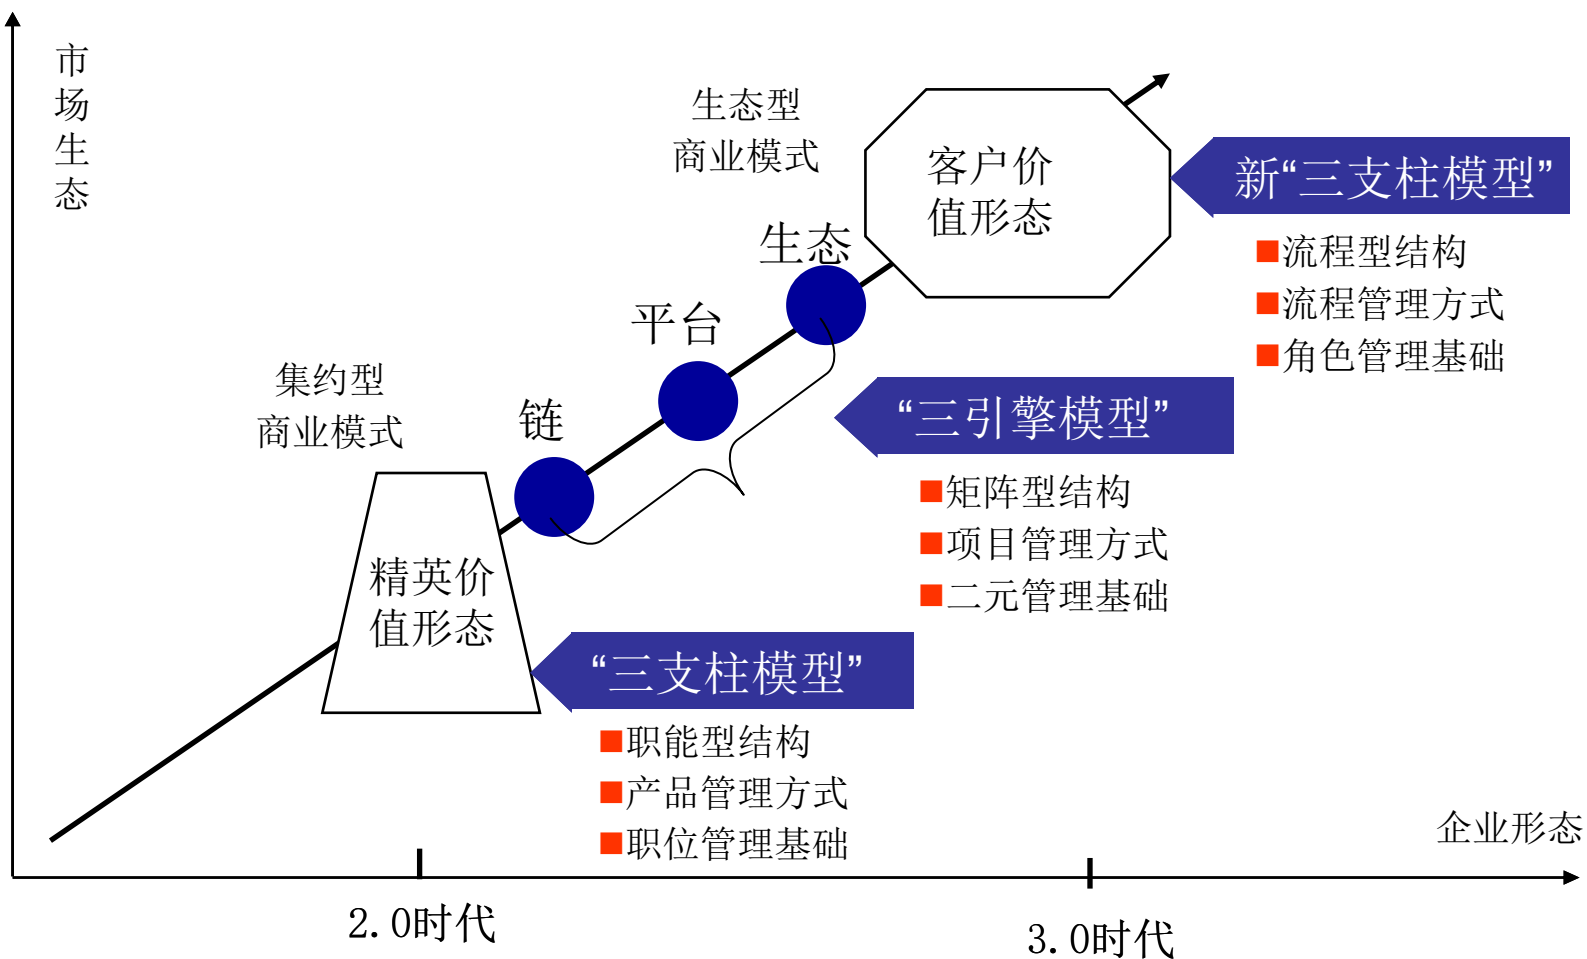 市
场
生
态
生态型
商业模式
客户价
值形态
新“三支柱模型”
流程型结构
流程管理方式
角色管理基础
生态
平台
链
集约型
商业模式
“三引擎模型”
矩阵型结构
项目管理方式
二元管理基础
精英价
值形态
“三支柱模型”
职能型结构
产品管理方式
职位管理基础
企业形态
2.0时代
3.0时代